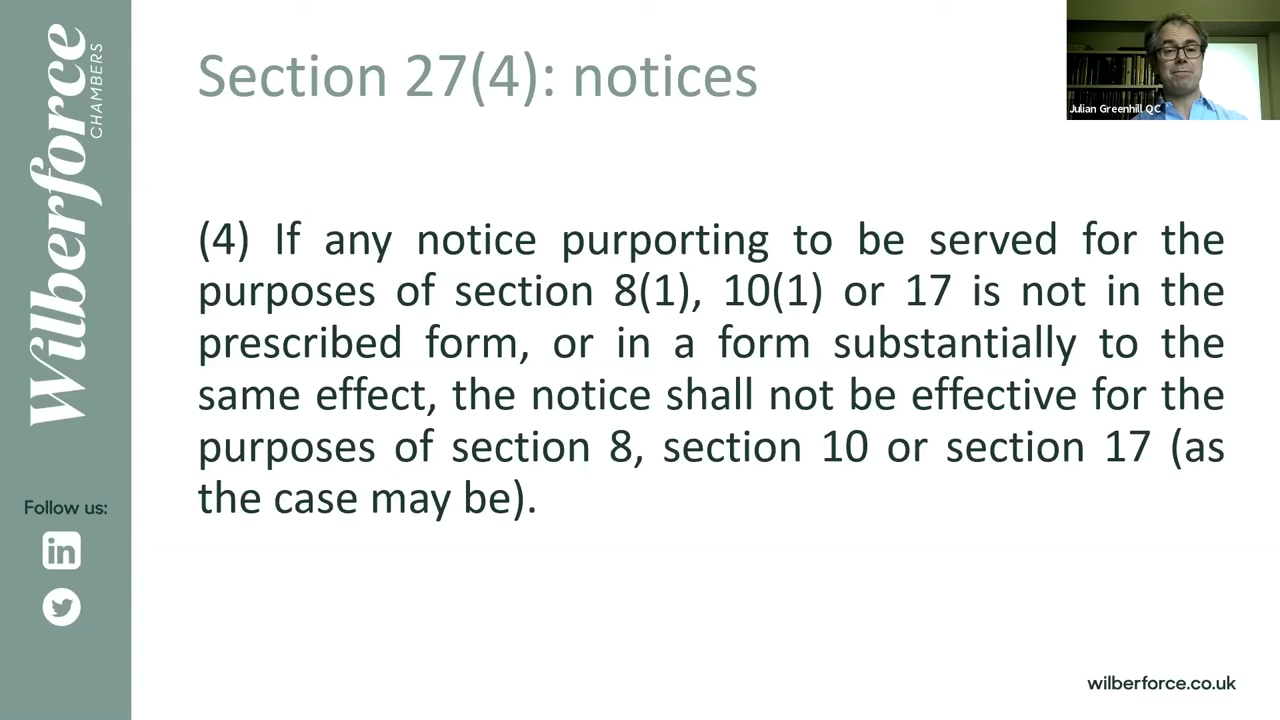 Wilberforce
CHAMBERS
Follow us:
in
Section 27(4): notices
Julian Greenhill QC
(4) If any notice purporting to be served for the
purposes of section 8(1), 10(1) or 17 is not in the
prescribed form, or in a form substantially to the
same effect, the notice shall not be effective for the
purposes of section 8, section 10 or section 17 (as
the case may be).
wilberforce.co.uk